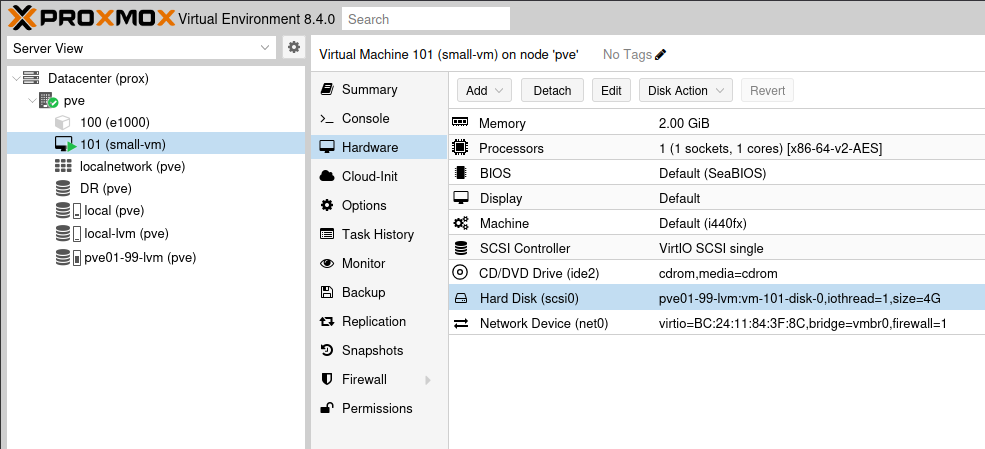 PROXMOX Virtual Environment 8.4.0 Search
Server View
Datacenter (prox)
pve
100 (e1000)
101 (small-vm)
localnetwork (pve)
DR (pve)
local (pve)
local-lvm (pve)
pve01-99-lvm (pve)
Virtual Machine 101 (small-vm) on node 'pve' No Tags
Summary
Console
Hardware
Cloud-Init
Options
Task History
Monitor
Backup
Replication
Snapshots
Firewall
Permissions
Add Detach Edit Disk Action Revert
Memory 2.00 GiB
Processors 1 (1 sockets, 1 cores) [x86-64-v2-AES]
BIOS Default (SeaBIOS)
Display Default
Machine Default (i440fx)
SCSI Controller VirtIO SCSI single
CD/DVD Drive (ide2) cdrom,media=cdrom
Hard Disk (scsi0) pve01-99-lvm:vm-101-disk-0,iothread=1,size=4G
Network Device (net0) virtio=BC:24:11:84:3F:8C,bridge=vmbr0,firewall=1